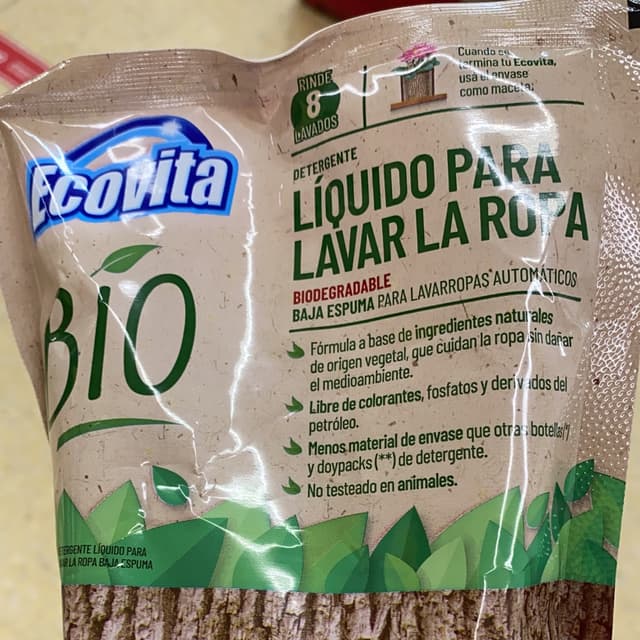 RINDE
8
LAVADOS
Cuando se
termina tu Ecovita,
usá el envase
como maceta:
Ecovita
BIO
DETERGENTE
LÍQUIDO PARA
LAVAR LA ROPA
BIODEGRADABLE
BAJA ESPUMA PARA LAVARROPAS AUTOMÁTICOS
Fórmula a base de ingredientes naturales
de origen vegetal, que cuidan la ropa sin dañar
el medioambiente.
Libre de colorantes, fosfatos y derivados del
petróleo.
Menos material de envase que otras botellas(*)
y doypacks(**) de detergente.
No testeado en animales.
DETERGENTE LÍQUIDO PARA
LAVAR LA ROPA BAJA ESPUMA